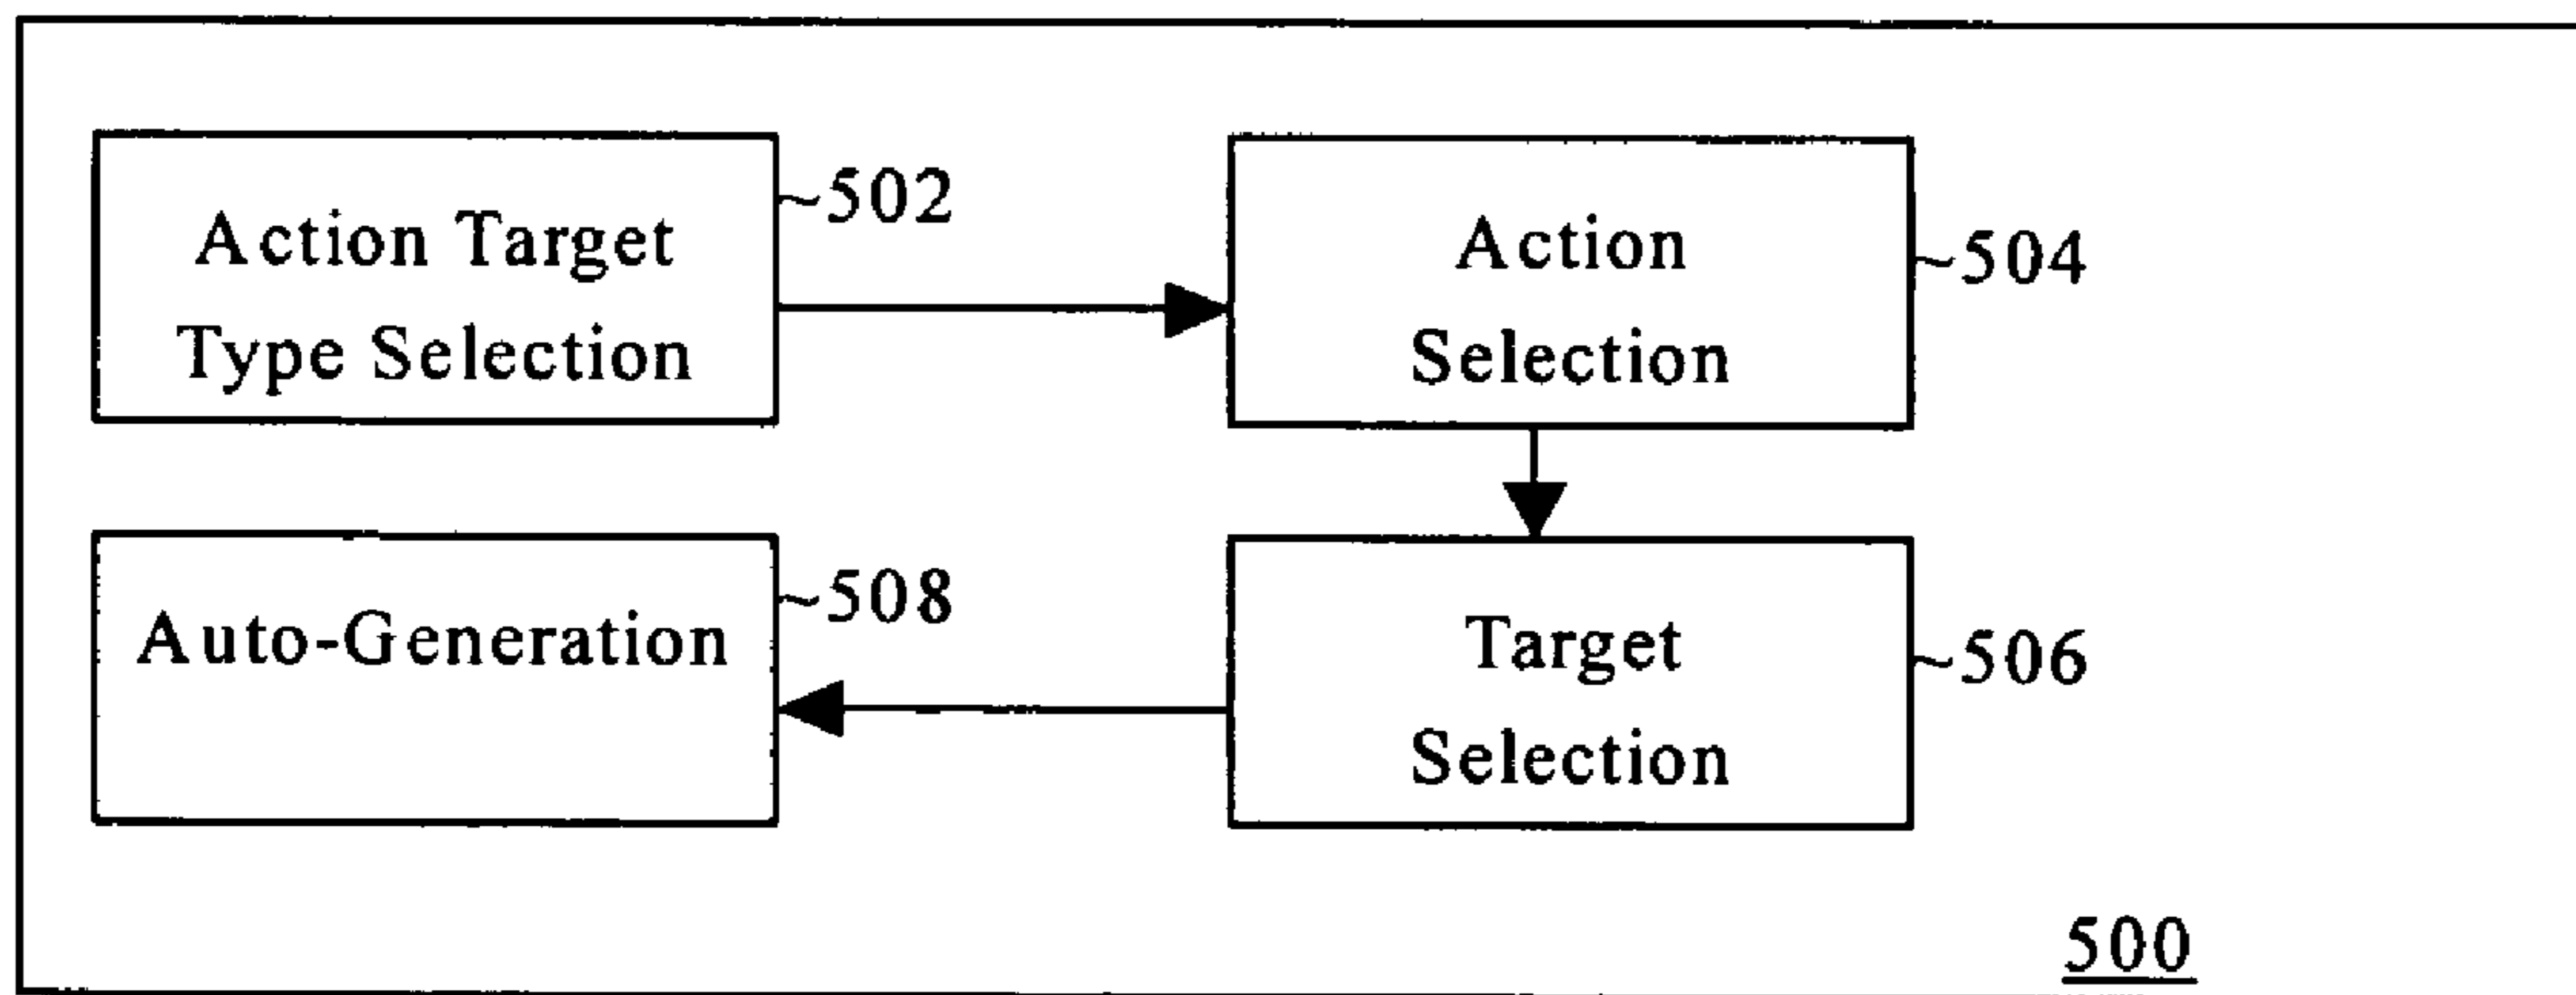 Action Target
Type Selection
502
Action
Selection
504
Auto-Generation
508
Target
Selection
506
500